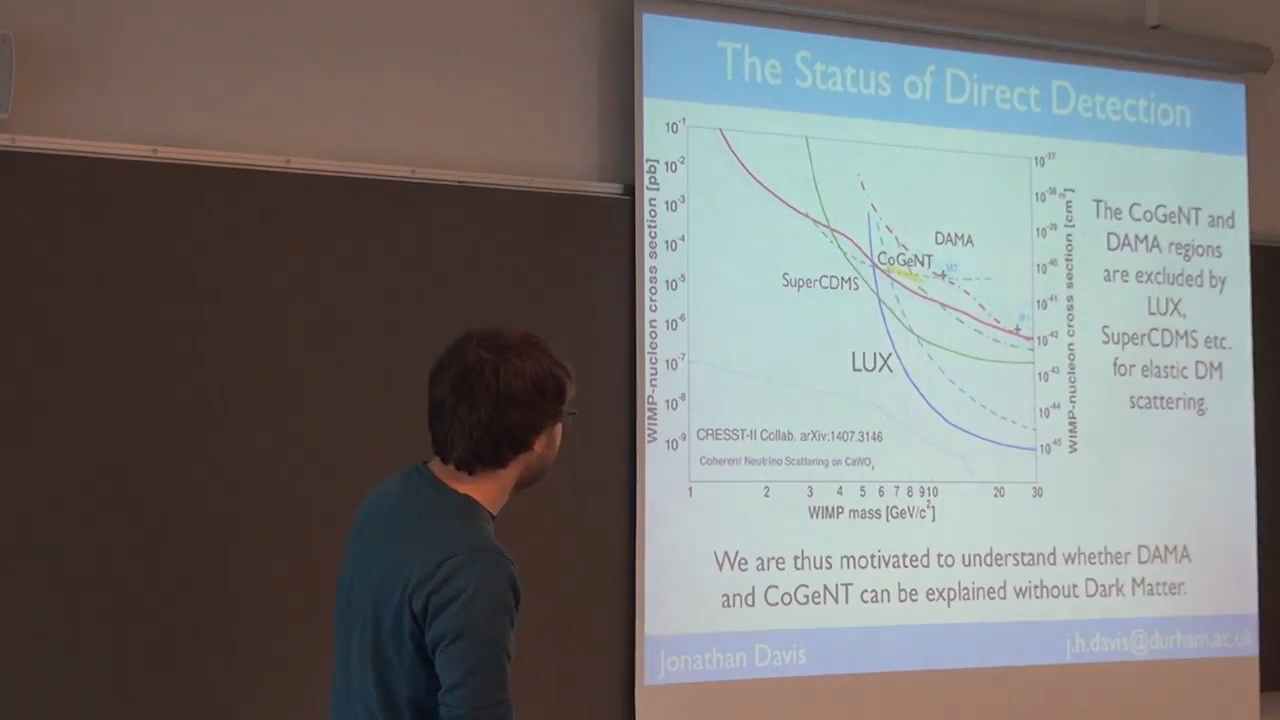 The Status of Direct Detection
10⁻¹
10⁻²
10⁻³
10⁻⁴
10⁻⁵
10⁻⁶
10⁻⁷
10⁻⁸
10⁻⁹
WIMP-nucleon cross section [pb]
DAMA
CoGeNT
M2
SuperCDMS
M1
LUX
CRESST-II Collab. arXiv:1407.3146
Coherent Neutrino Scattering on CaWO₄
1 2 3 4 5 6 7 8 9 10 20 30
WIMP mass [GeV/c²]
10⁻³⁹
10⁻⁴⁰
10⁻⁴¹
10⁻⁴²
10⁻⁴³
10⁻⁴⁴
10⁻⁴⁵
WIMP-nucleon cross section [cm²]
The CoGeNT and
DAMA regions
are excluded by
LUX,
SuperCDMS etc.
for elastic DM
scattering.
We are thus motivated to understand whether DAMA
and CoGeNT can be explained without Dark Matter.
Jonathan Davis
j.h.davis@durham.ac.uk